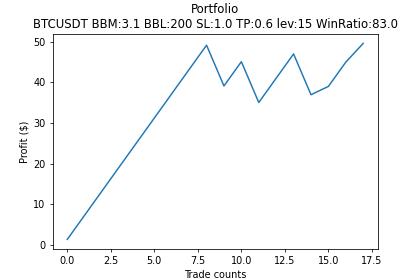 Portfolio
BTCUSDT BBM:3.1 BBL:200 SL:1.0 TP:0.6 lev:15 WinRatio:83.0
50
40
30
20
10
0
Profit ($)
0.0 2.5 5.0 7.5 10.0 12.5 15.0 17.5
Trade counts